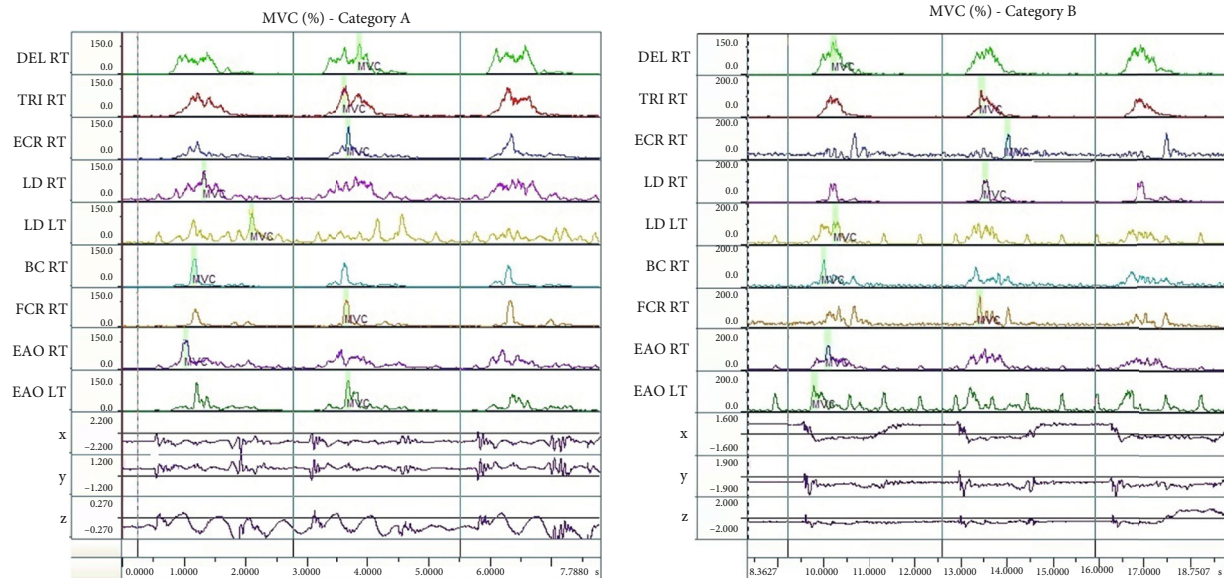 MVC (%) - Category A
DEL RT 150.0 0.0 MVC
TRI RT 150.0 0.0 MVC
ECR RT 150.0 0.0 MVC
LD RT 150.0 0.0 MVC
LD LT 150.0 0.0 MVC
BC RT 150.0 0.0 MVC
FCR RT 150.0 0.0 MVC
EAO RT 150.0 0.0 MVC
EAO LT 150.0 0.0 MVC
x 2.200 −2.200
y 1.200 −1.200
z 0.270 −0.270
0.0000 1.0000 2.0000 3.0000 4.0000 5.0000 6.0000 7.7880 s
MVC (%) - Category B
DEL RT 150.0 0.0 MVC
TRI RT 200.0 0.0 MVC
ECR RT 200.0 0.0 MVC
LD RT 200.0 0.0 MVC
LD LT 200.0 0.0 MVC
BC RT 200.0 0.0 MVC
FCR RT 200.0 0.0 MVC
EAO RT 200.0 0.0 MVC
EAO LT 200.0 0.0 MVC
x 1.600 −1.600
y 1.900 −1.900
z 2.000 −2.000
8.3627 10.0000 11.0000 12.0000 13.0000 14.0000 15.0000 16.0000 17.0000 18.7507 s